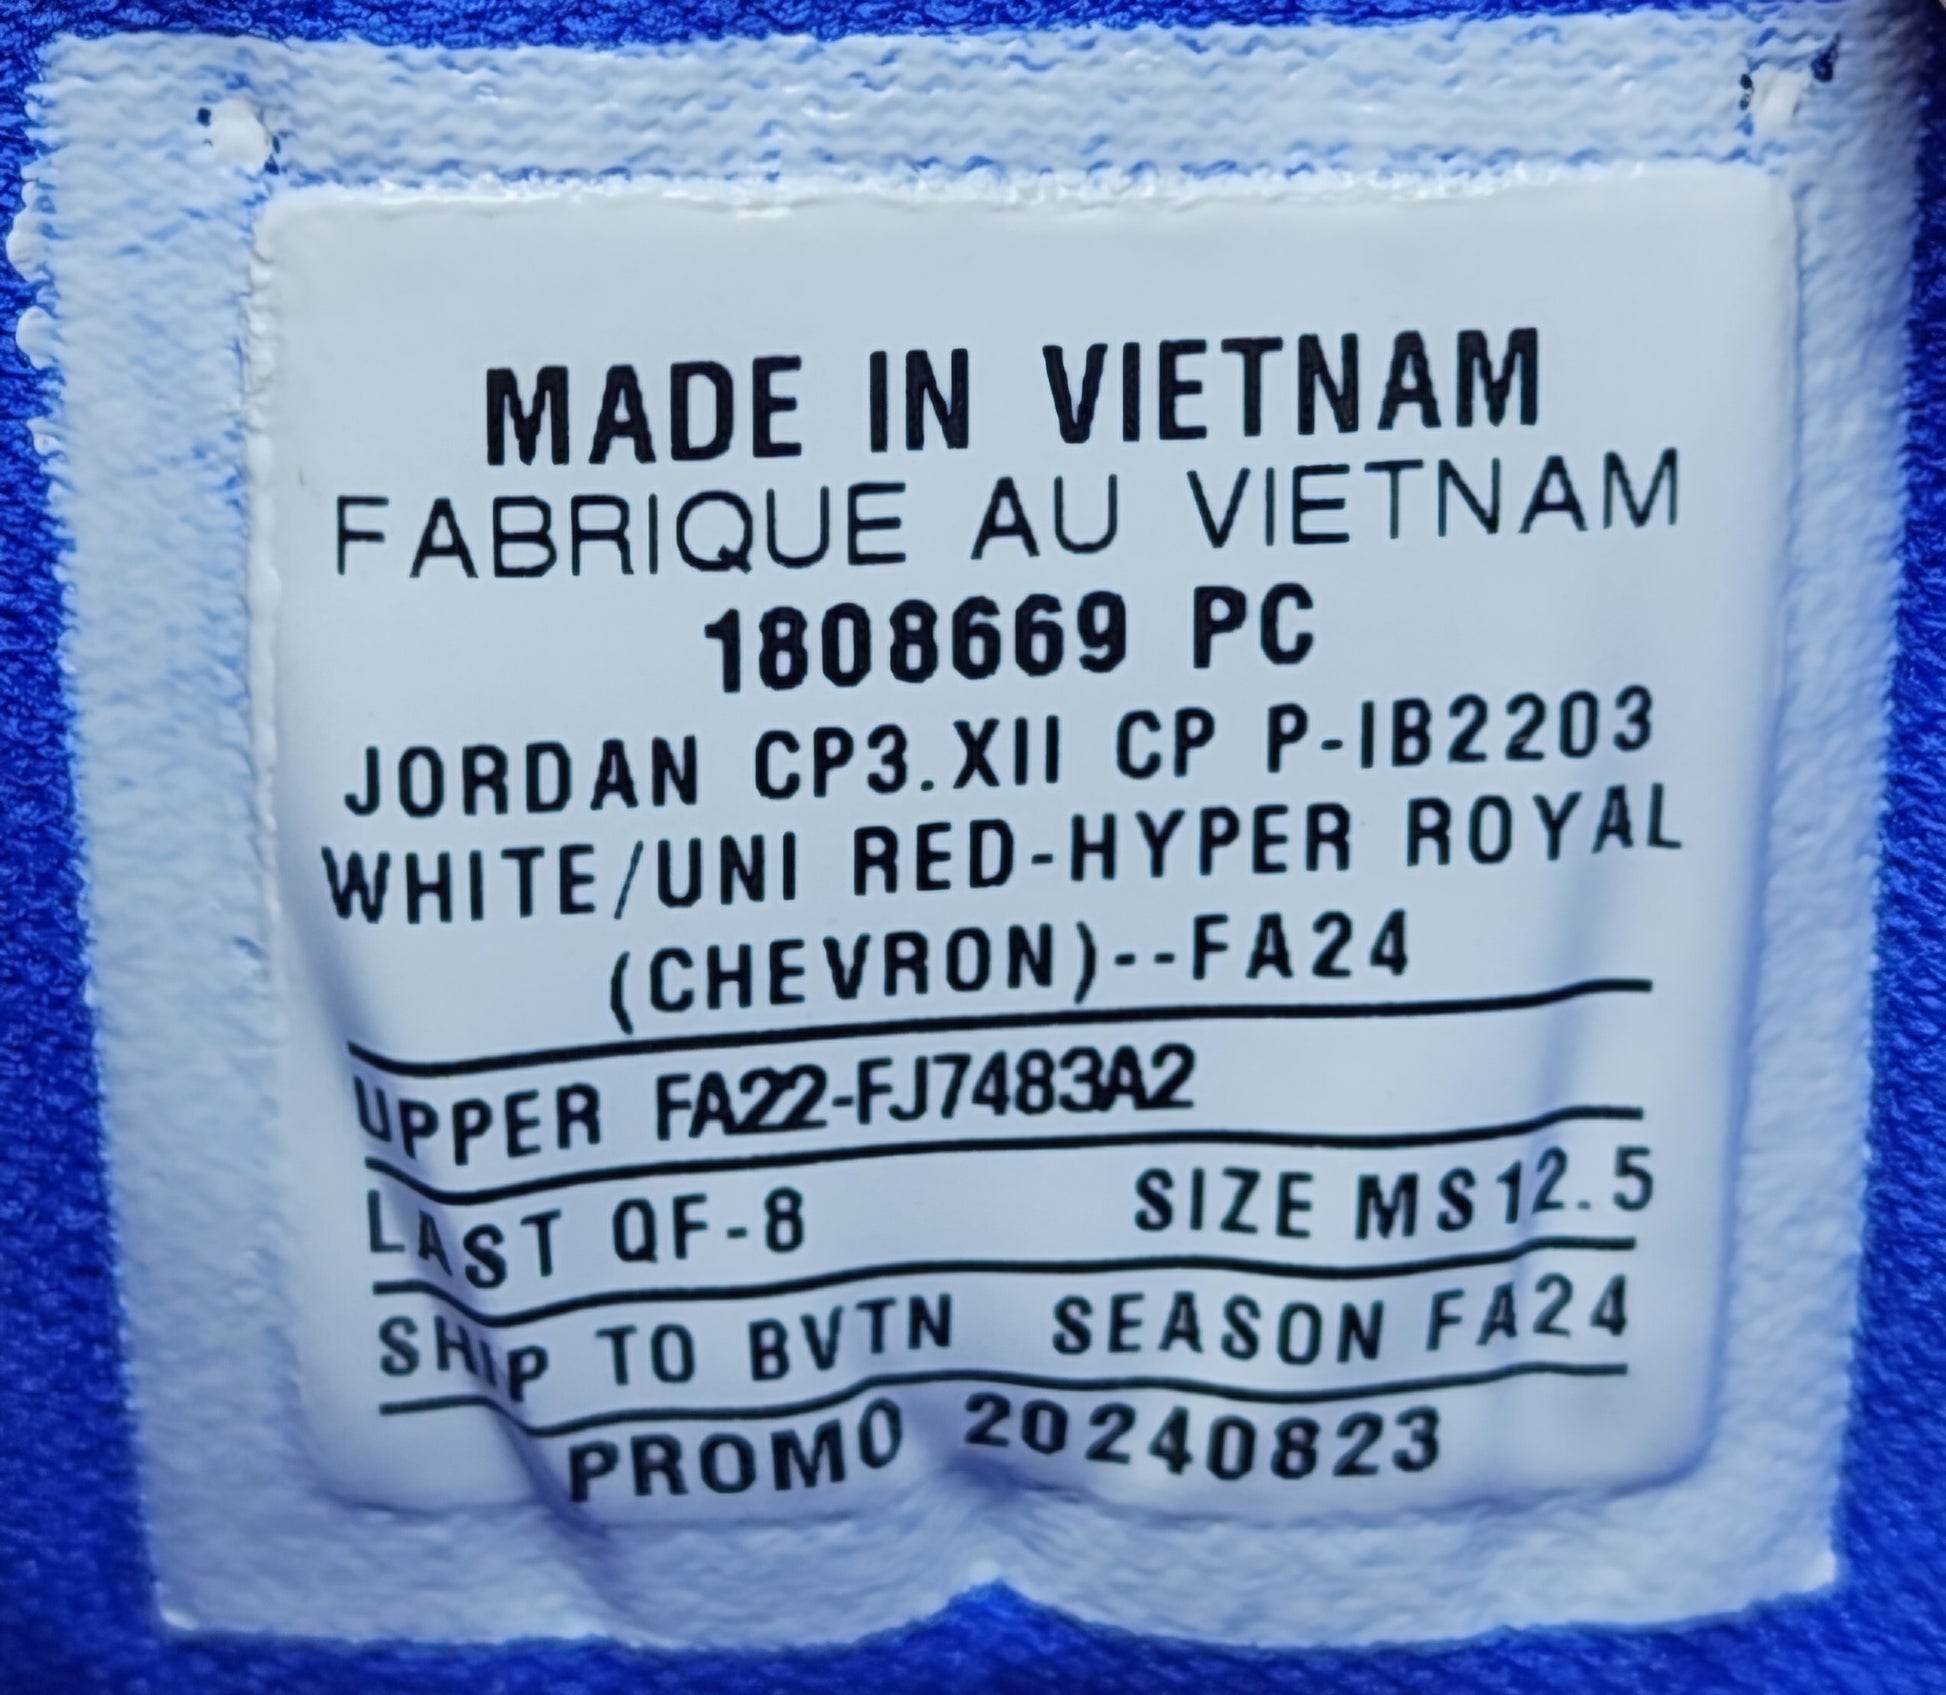 MADE IN VIETNAM
FABRIQUE AU VIETNAM
1808669 PC
JORDAN CP3.XII CP P-IB2203
WHITE/UNI RED-HYPER ROYAL
(CHEVRON)--FA24
UPPER FA22-FJ7483A2
LAST QF-8 SIZE MS12.5
SHIP TO BVTN SEASON FA24
PROMO 20240823